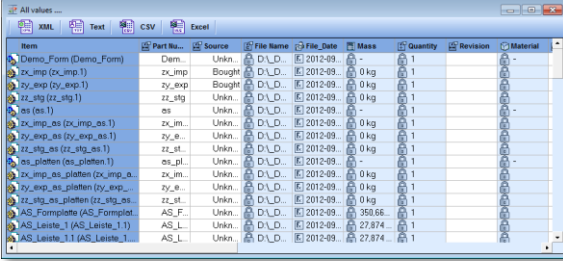 All values ....
XML Text CSV Excel
Item Part Nu... Source File Name File_Date Mass Quantity Revision Material
Demo_Form (Demo_Form) Dem... Unkn... D:\_D... 2012-09... - 1 -
zx_imp (zx_imp.1) zx_imp Bought D:\_D... 2012-09... 0 kg 1
zy_exp (zy_exp.1) zy_exp Bought D:\_D... 2012-09... 0 kg 1
zz_stg (zz_stg.1) zz_stg Unkn... D:\_D... 2012-09... 0 kg 1
as (as.1) as Unkn... D:\_D... 2012-09... - 1 -
zx_imp_as (zx_imp_as.1) zx_im... Unkn... D:\_D... 2012-09... 0 kg 1
zy_exp_as (zy_exp_as.1) zy_e... Unkn... D:\_D... 2012-09... 0 kg 1
zz_stg_as (zz_stg_as.1) zz_st... Unkn... D:\_D... 2012-09... 0 kg 1
as_platten (as_platten.1) as_pl... Unkn... D:\_D... 2012-09... - 1 -
zx_imp_as_platten (zx_imp_a... zx_im... Unkn... D:\_D... 2012-09... 0 kg 1
zy_exp_as_platten (zy_exp_... zy_e... Unkn... D:\_D... 2012-09... 0 kg 1
zz_stg_as_platten (zz_stg_as... zz_st... Unkn... D:\_D... 2012-09... 0 kg 1
AS_Formplatte (AS_Formplat... AS_F... Unkn... D:\_D... 2012-09... 350,66... 1
AS_Leiste_1 (AS_Leiste_1.1) AS_L... Unkn... D:\_D... 2012-09... 27,874 ... 1
AS_Leiste_1.1 (AS_Leiste_1.... AS_L... Unkn... D:\_D... 2012-09... 27,874 ... 1